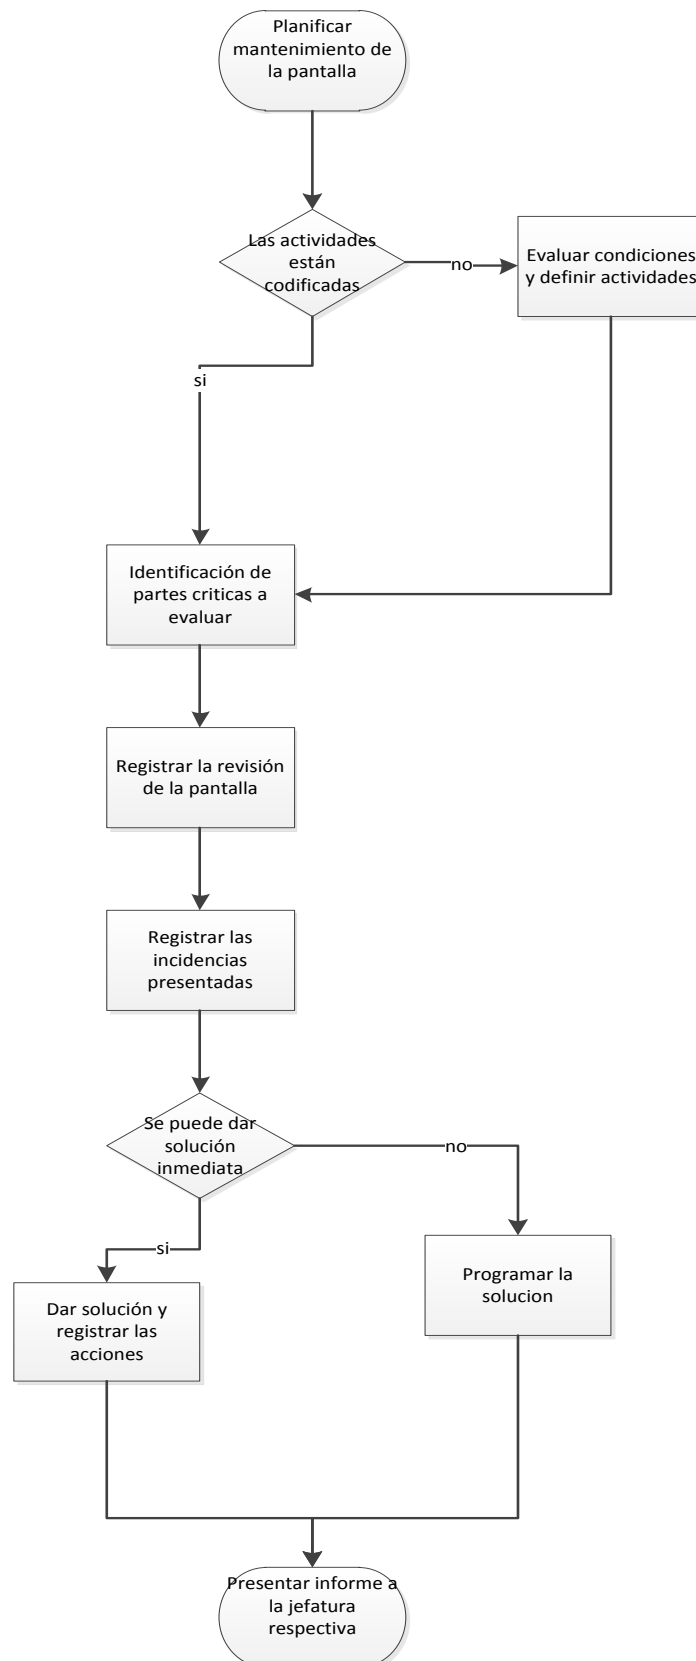 Planificar
mantenimiento de
la pantalla
Las actividades
están
codificadas
no
Evaluar condiciones
y definir actividades
si
Identificación de
partes criticas a
evaluar
Registrar la revisión
de la pantalla
Registrar las
incidencias
presentadas
Se puede dar
solución
inmediata
no
si
Programar la
solucion
Dar solución y
registrar las
acciones
Presentar informe a
la jefatura
respectiva